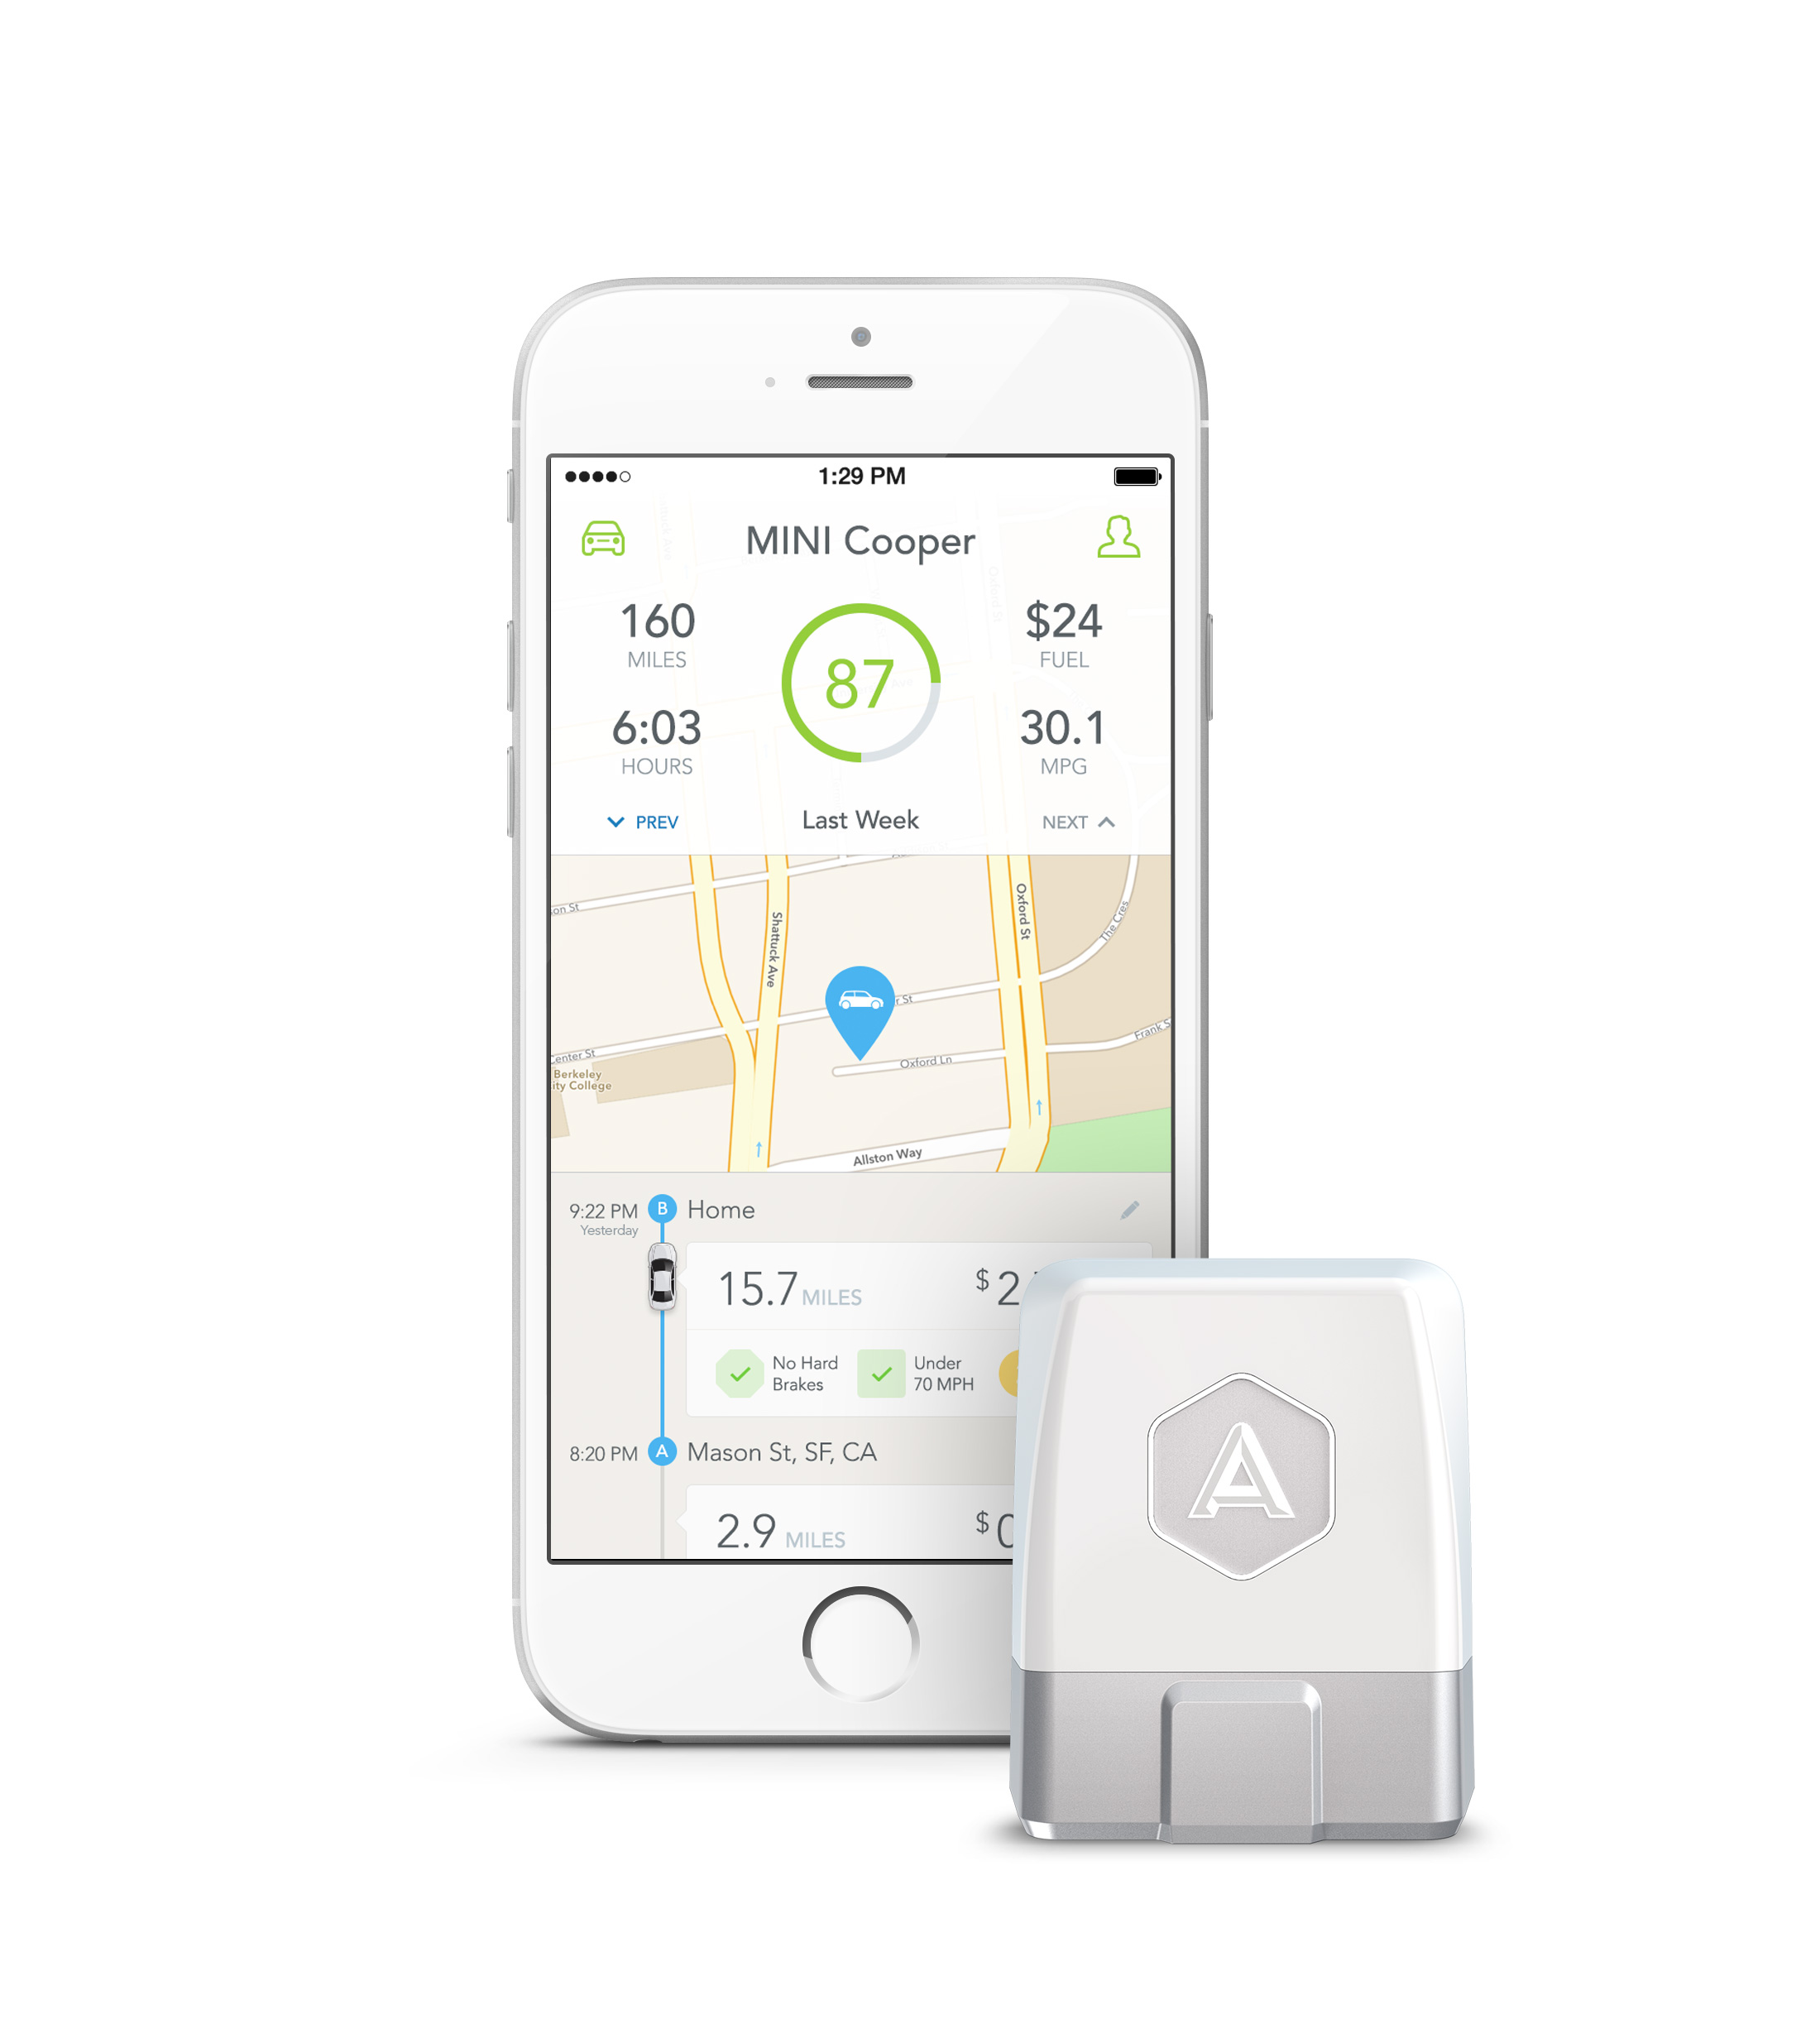 1:29 PM
MINI Cooper
160
MILES
87
$24
FUEL
6:03
HOURS
30.1
MPG
PREV
Last Week
NEXT
Oxford St
Shattuck Ave
Center St
Oxford Ln
Berkeley
Allston Way
9:22 PM
B
Home
Yesterday
15.7 MILES
$2
No Hard
Brakes
Under
70 MPH
8:20 PM
A
Mason St, SF, CA
2.9 MILES
$0
A